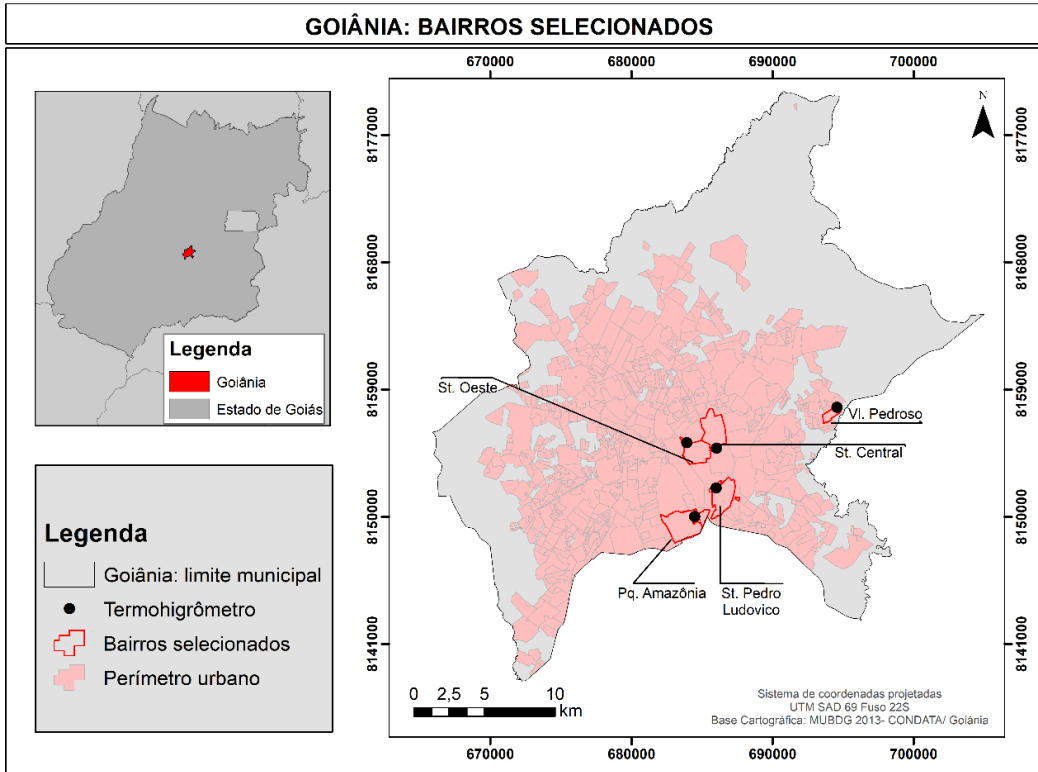 GOIÂNIA: BAIRROS SELECIONADOS
670000 680000 690000 700000
N
8177000 8177000
8168000 8168000
Legenda
Goiânia
Estado de Goiás
8159000 8159000
St. Oeste
Vl. Pedroso
St. Central
Legenda
Goiânia: limite municipal
Termohigrômetro
Bairros selecionados
Perímetro urbano
8150000 8150000
Pq. Amazônia
St. Pedro
Ludovico
8141000 8141000
0 2,5 5 10
km
Sistema de coordenadas projetadas
UTM SAD 69 Fuso 22S
Base Cartográfica: MUBDG 2013- CONDATA/ Goiânia
670000 680000 690000 700000